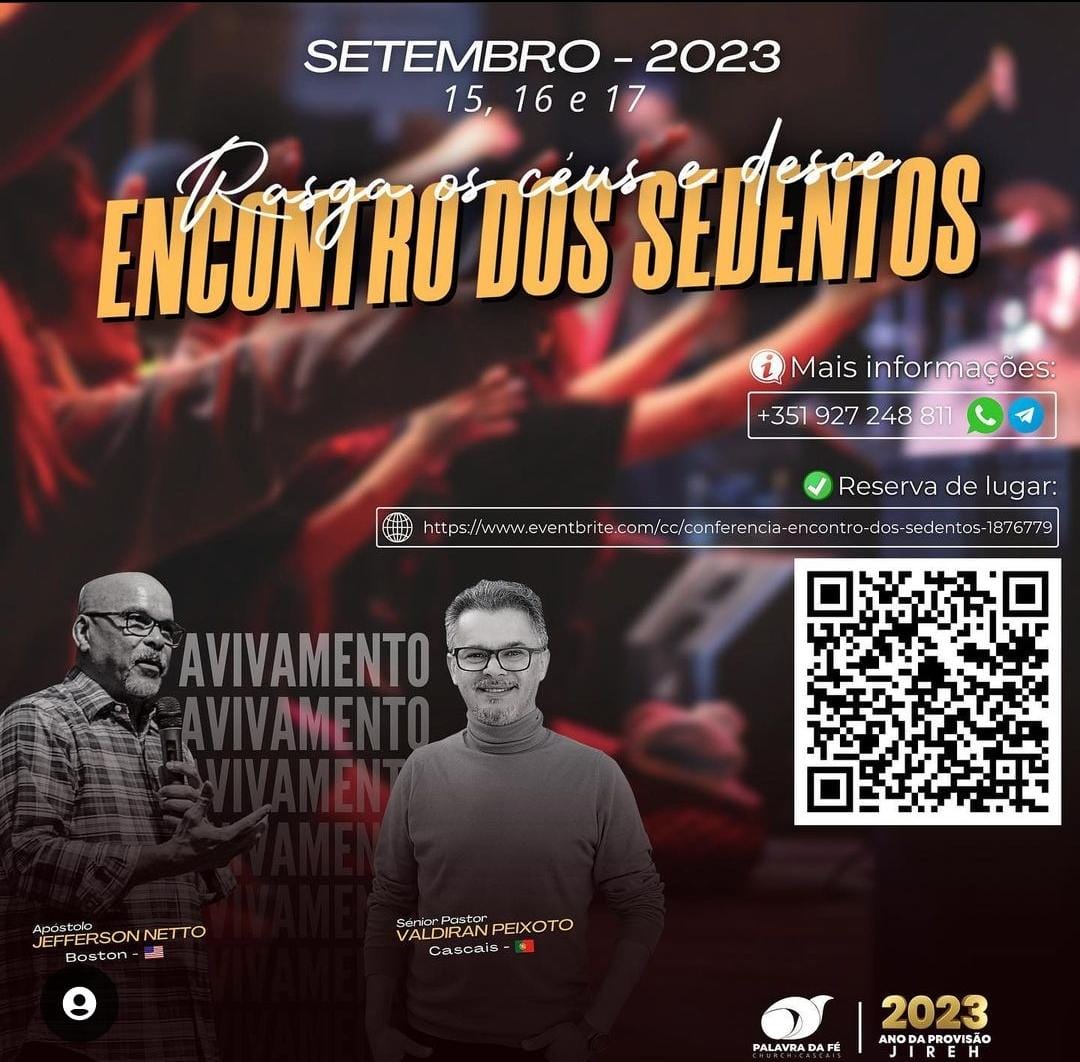 SETEMBRO - 2023
15, 16 e 17
Rasga os céus e desce
ENCONTRO DOS SEDENTOS
Mais informações:
+351 927 248 811
Reserva de lugar:
https://www.eventbrite.com/cc/conferencia-encontro-dos-sedentos-1876779
AVIVAMENTO
AVIVAMENTO
AVIVAMENTO
AVIVAMENTO
AVIVAMENTO
Apóstolo
JEFFERSON NETTO
Boston -
Sénior Pastor
VALDIRAN PEIXOTO
Cascais -
PALAVRA DA FÉ
CHURCH-CASCAIS
2023
ANO DA PROVISÃO
JIREH